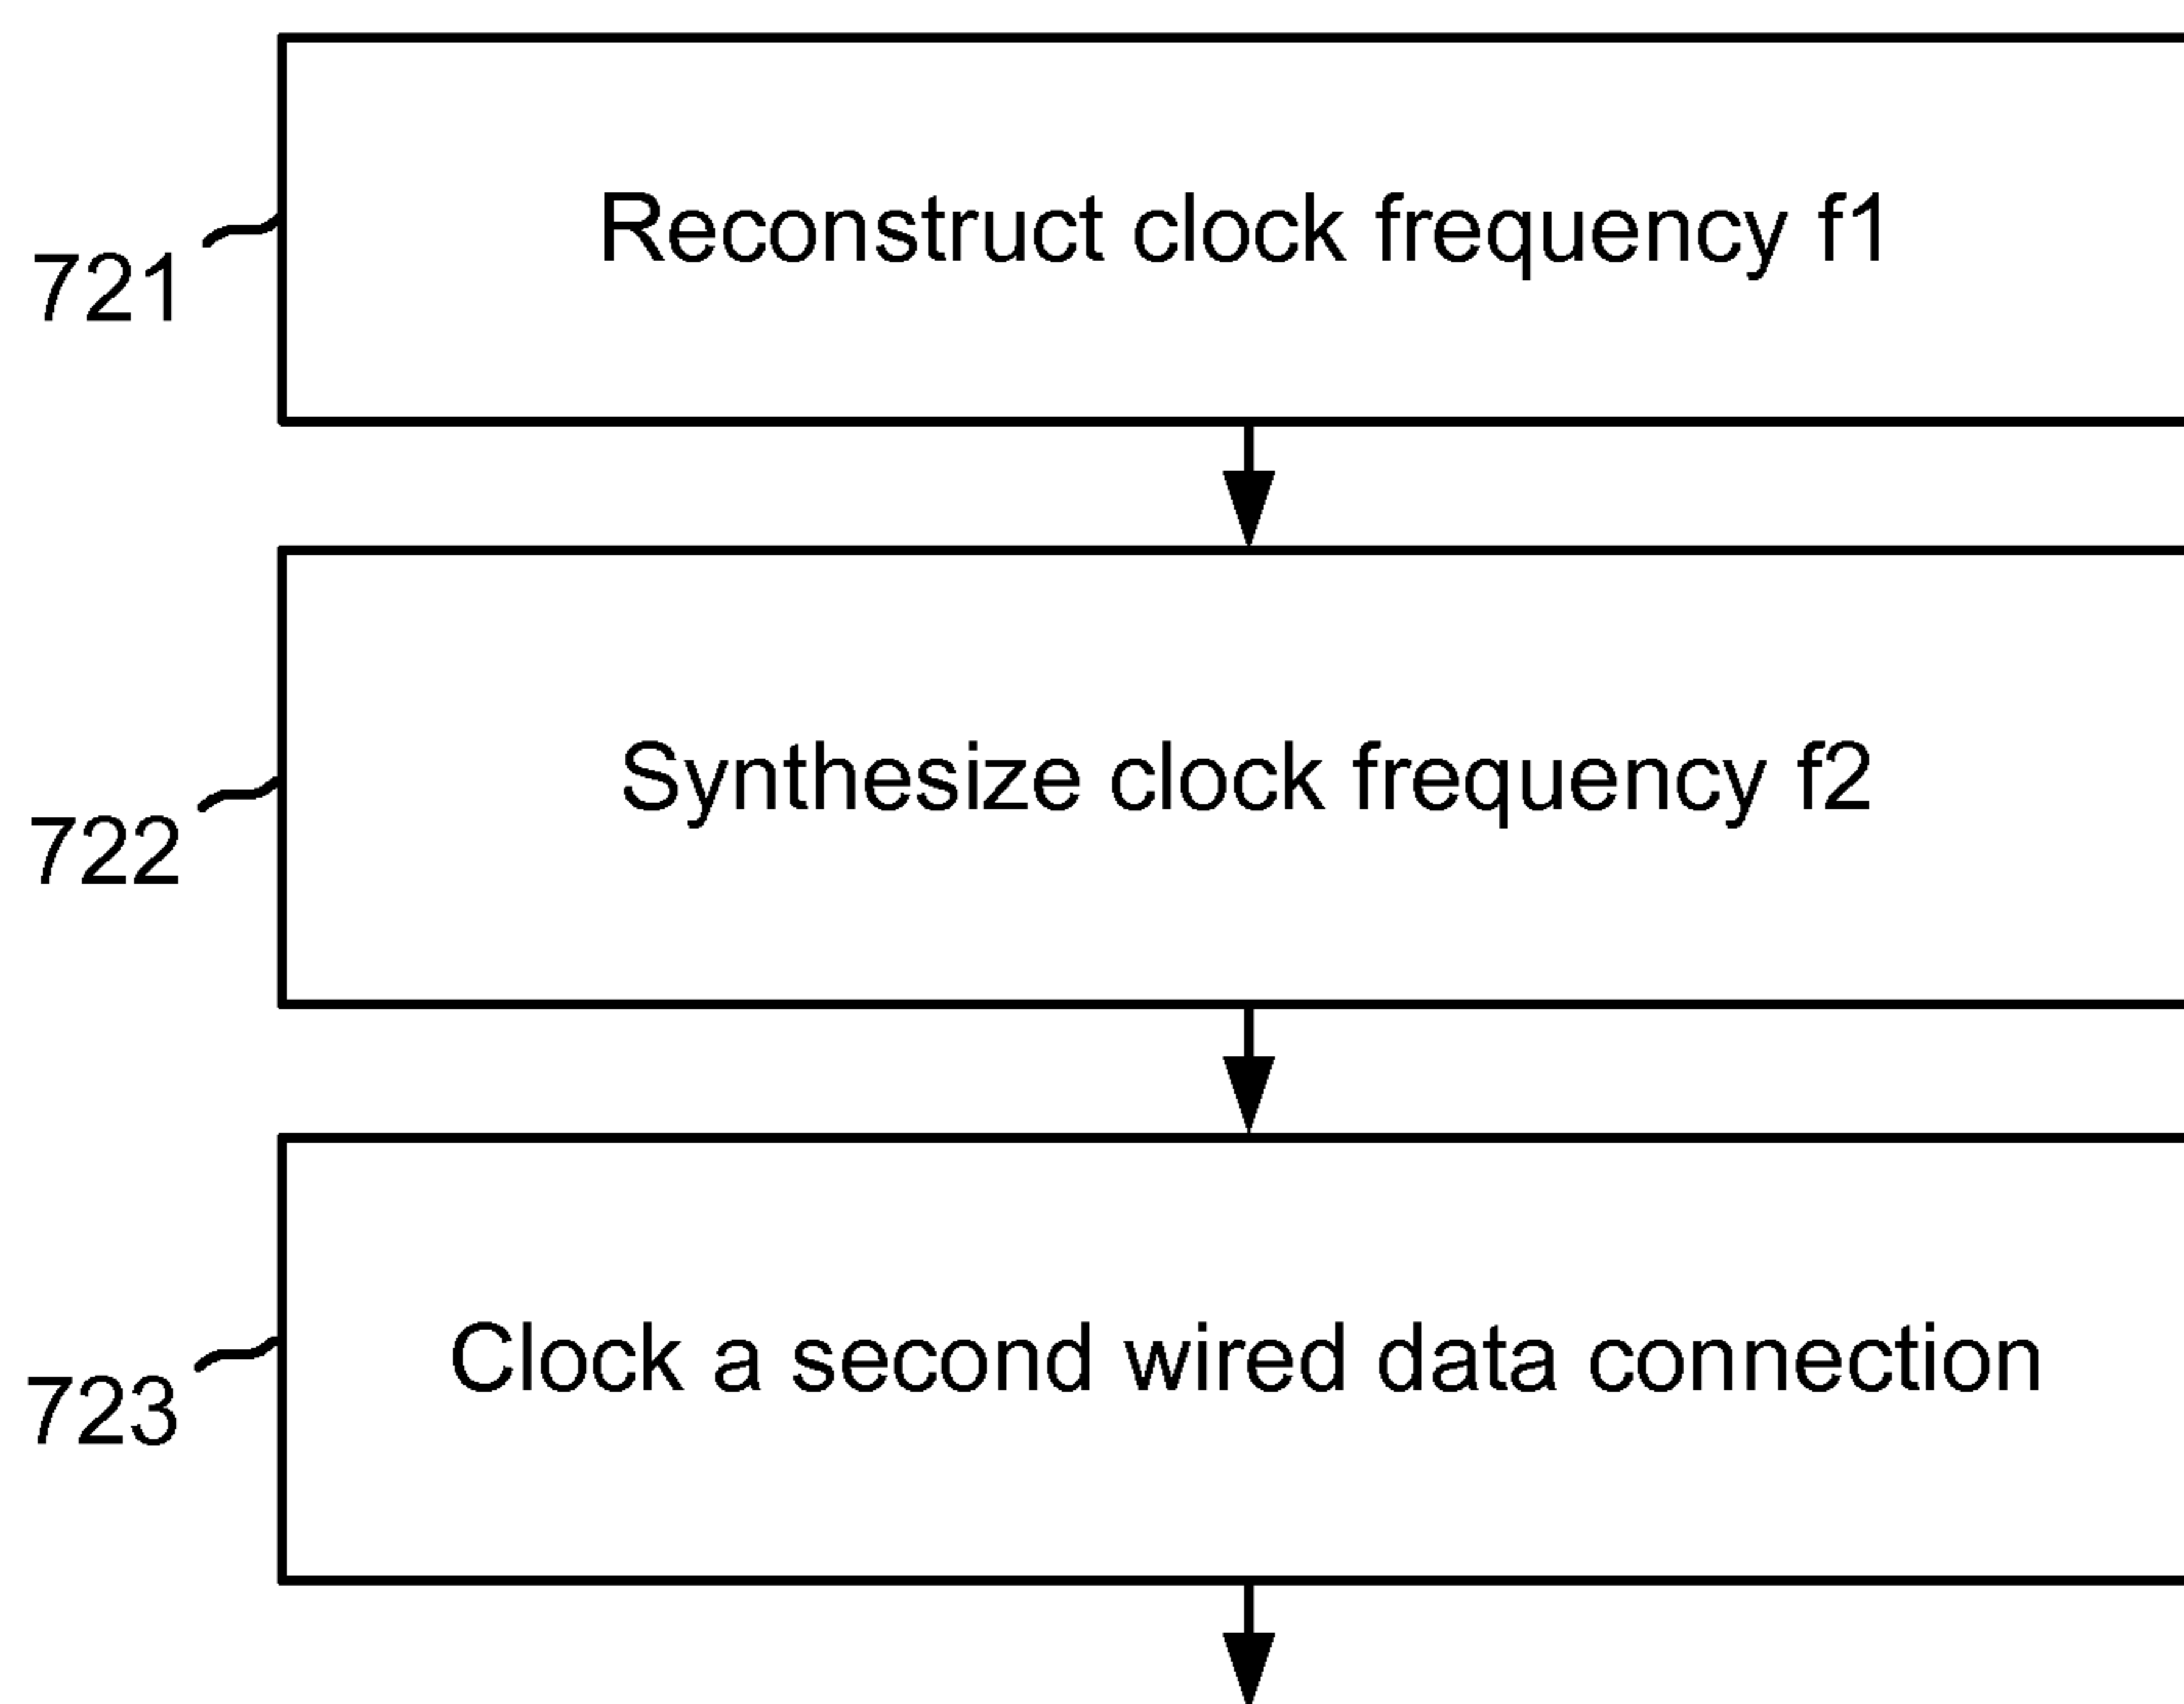 Reconstruct clock frequency f1
721
Synthesize clock frequency f2
722
Clock a second wired data connection
723